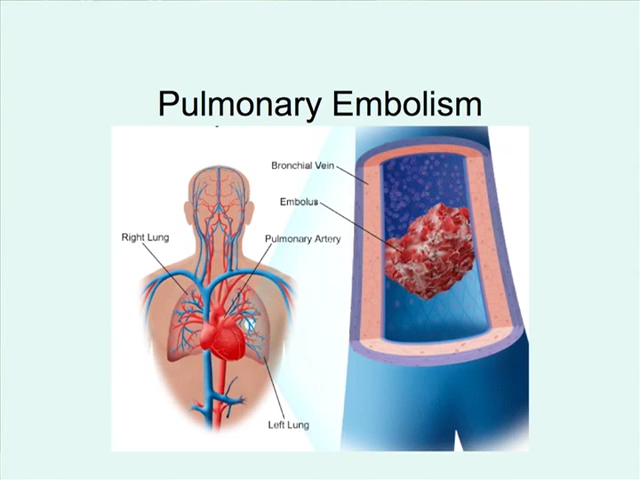 Pulmonary Embolism
Bronchial Vein
Embolus
Right Lung
Pulmonary Artery
Left Lung